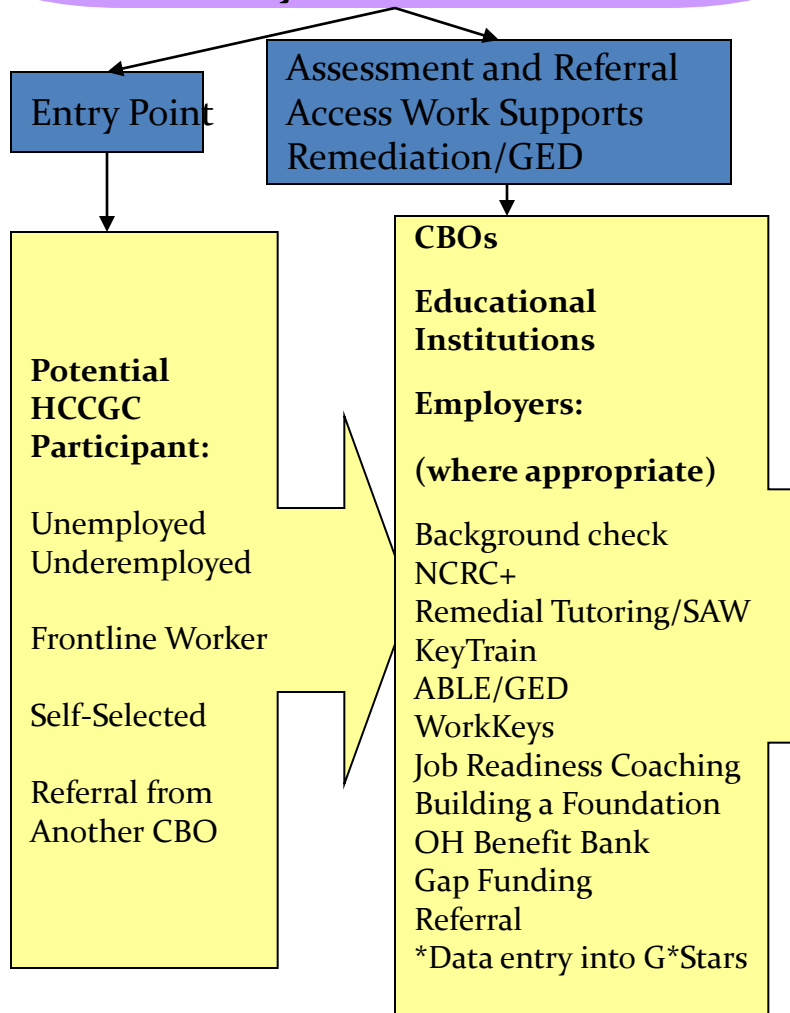 Entry Point
Assessment and Referral
Access Work Supports
Remediation/GED
Potential
HCCGC
Participant:
Unemployed
Underemployed
Frontline Worker
Self-Selected
Referral from
Another CBO
CBOs
Educational
Institutions
Employers:
(where appropriate)
Background check
NCRC+
Remedial Tutoring/SAW
KeyTrain
ABLE/GED
WorkKeys
Job Readiness Coaching
Building a Foundation
OH Benefit Bank
Gap Funding
Referral
*Data entry into G*Stars